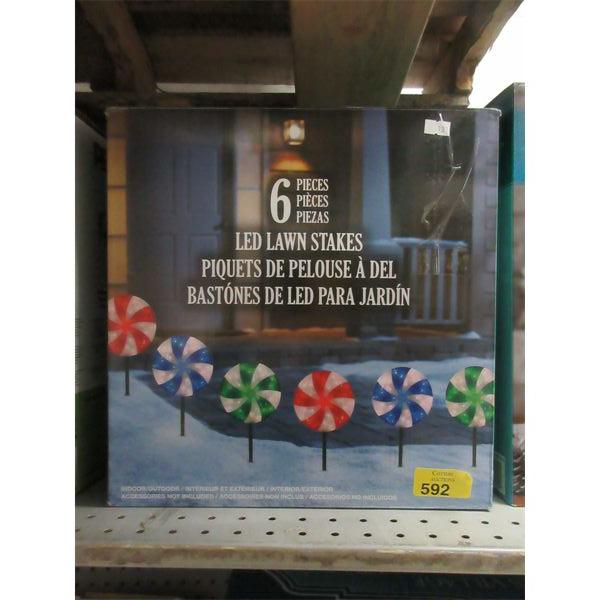 6 PIECES
PIÈCES
PIEZAS
LED LAWN STAKES
PIQUETS DE PELOUSE À DEL
BASTÓNES DE LED PARA JARDÍN
INDOOR/OUTDOOR / INTÉRIEUR ET EXTÉRIEUR / INTERIOR/EXTERIOR
ACCESSORIES NOT INCLUDED / ACCESSOIRES NON INCLUS / ACCESORIOS NO INCLUIDOS
AUCTIONS
592